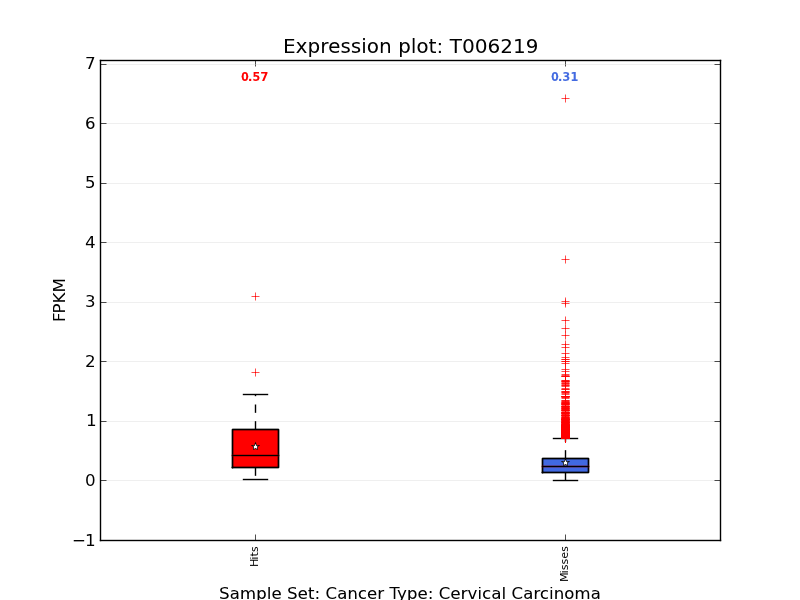 Expression plot: T006219
7
0.57
0.31
6
5
4
FPKM
3
2
1
0
−1
Hits
Misses
Sample Set: Cancer Type: Cervical Carcinoma